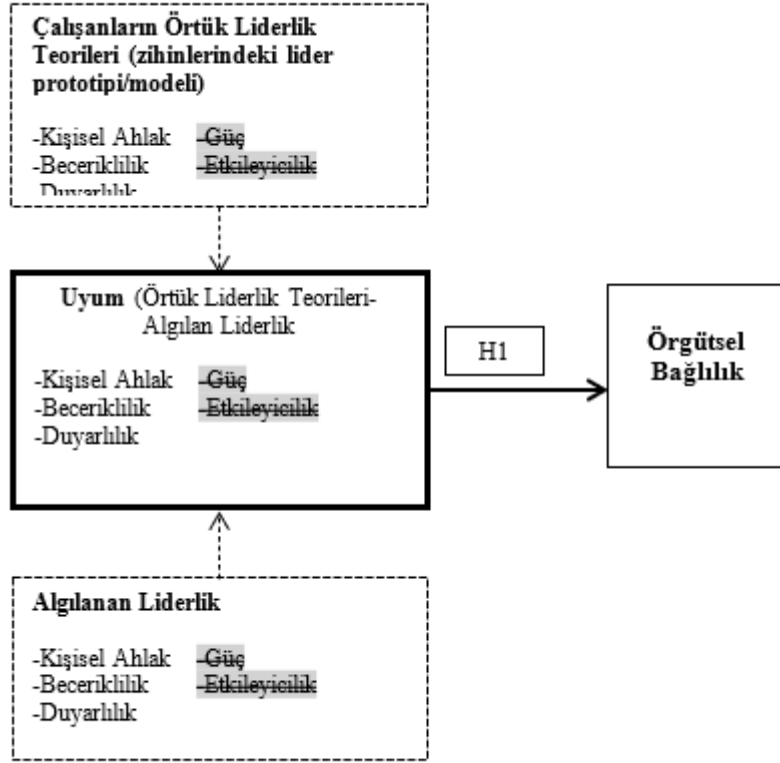 Çalışanların Örtük Liderlik
Teorileri (zihinlerindeki lider
prototipi/modeli)
-Kişisel Ahlak -Güç
-Beceriklilik -Etkileyicilik
-Duyarlılık
Uyum (Örtük Liderlik Teorileri-
Algılan Liderlik
-Kişisel Ahlak -Güç
-Beceriklilik -Etkileyicilik
-Duyarlılık
H1
Örgütsel
Bağlılık
Algılanan Liderlik
-Kişisel Ahlak -Güç
-Beceriklilik -Etkileyicilik
-Duyarlılık